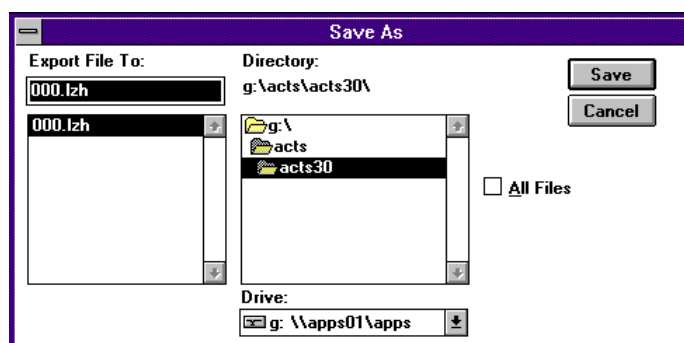 Save As
Export File To:
000.lzh
000.lzh
Directory:
g:\acts\acts30\
g:\
acts
acts30
Drive:
g: \\apps01\apps
Save
Cancel
All Files